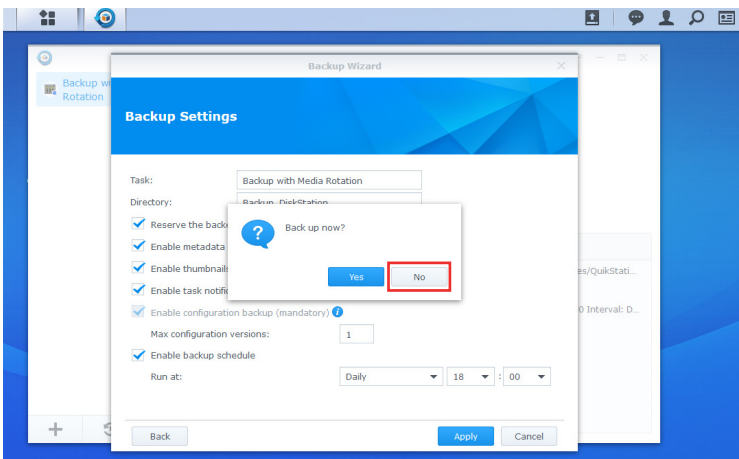 Backup Wizard
Backup wi
Rotation
Backup Settings
Task:
Backup with Media Rotation
Directory:
Backup_DiskStation
Reserve the backu
Back up now?
Enable metadata
Enable thumbnails
es/QuikStati...
Yes
No
Enable task notific
Enable configuration backup (mandatory)
0 Interval: D...
Max configuration versions:
1
Enable backup schedule
Run at:
Daily
18
:
00
Back
Apply
Cancel